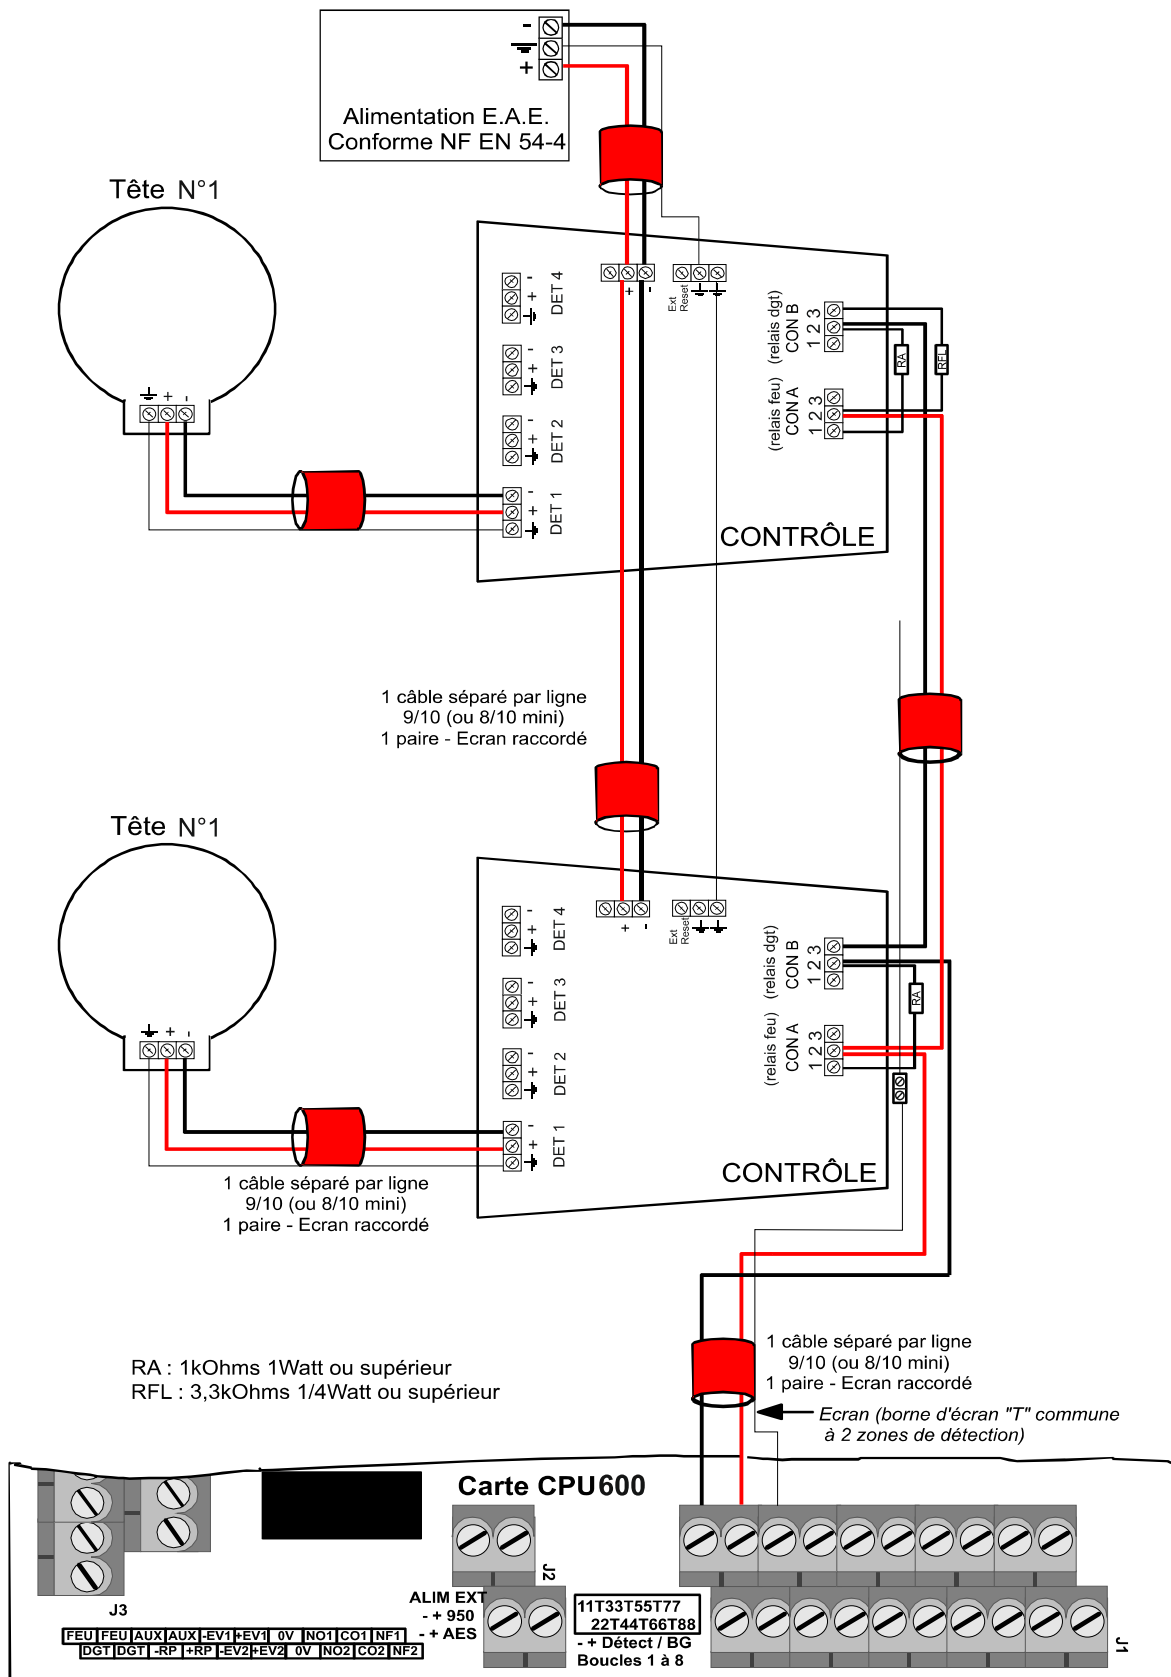 -
+
Alimentation E.A.E.
Conforme NF EN 54-4
Tête N°1
+ -
DET 4
- +
DET 3
- +
DET 2
- +
DET 1
- +
+ -
Ext
Reset
(relais dgt)
CON B
1 2 3
(relais feu)
CON A
1 2 3
RA
RFL
CONTRÔLE
1 câble séparé par ligne
9/10 (ou 8/10 mini)
1 paire - Ecran raccordé
Tête N°1
+ -
DET 4
- +
DET 3
- +
DET 2
- +
DET 1
- +
+ -
Ext
Reset
(relais dgt)
CON B
1 2 3
(relais feu)
CON A
1 2 3
RA
CONTRÔLE
1 câble séparé par ligne
9/10 (ou 8/10 mini)
1 paire - Ecran raccordé
1 câble séparé par ligne
9/10 (ou 8/10 mini)
1 paire - Ecran raccordé
RA : 1kOhms 1Watt ou supérieur
RFL : 3,3kOhms 1/4Watt ou supérieur
Ecran (borne d'écran "T" commune
à 2 zones de détection)
Carte CPU600
J3
J2
J1
ALIM EXT
- + 950
- + AES
11T33T55T77
22T44T66T88
- + Détect / BG
Boucles 1 à 8
FEU FEU AUX AUX -EV1 +EV1 0V NO1 CO1 NF1
DGT DGT -RP +RP -EV2 +EV2 0V NO2 CO2 NF2